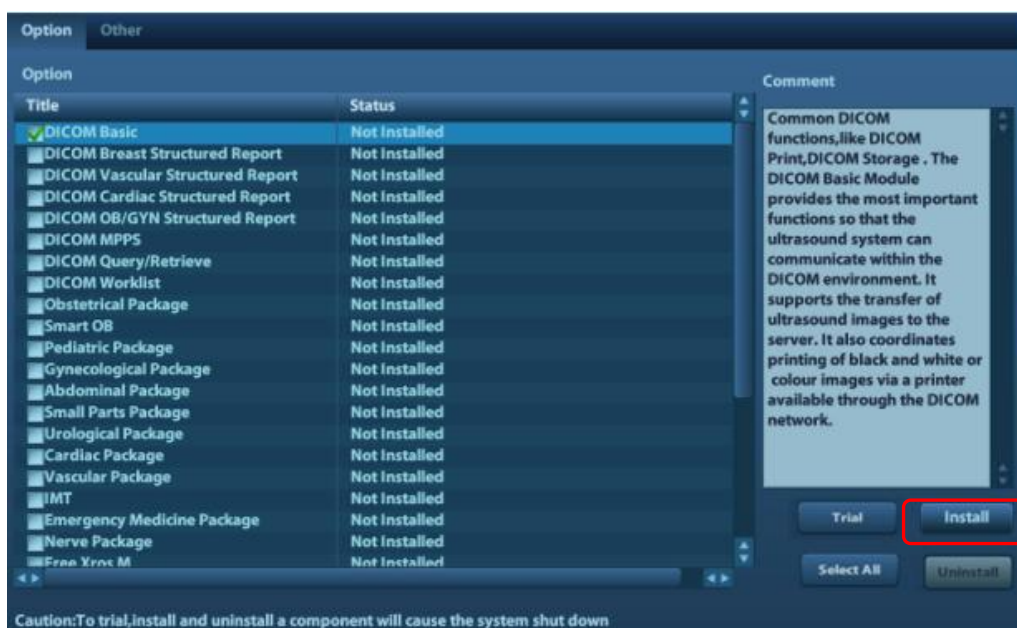 Option Other
Option
Title Status
DICOM Basic Not Installed
DICOM Breast Structured Report Not Installed
DICOM Vascular Structured Report Not Installed
DICOM Cardiac Structured Report Not Installed
DICOM OB/GYN Structured Report Not Installed
DICOM MPPS Not Installed
DICOM Query/Retrieve Not Installed
DICOM Worklist Not Installed
Obstetrical Package Not Installed
Smart OB Not Installed
Pediatric Package Not Installed
Gynecological Package Not Installed
Abdominal Package Not Installed
Small Parts Package Not Installed
Urological Package Not Installed
Cardiac Package Not Installed
Vascular Package Not Installed
IMT Not Installed
Emergency Medicine Package Not Installed
Nerve Package Not Installed
Free Xros M Not Installed
Comment
Common DICOM
functions,like DICOM
Print,DICOM Storage . The
DICOM Basic Module
provides the most important
functions so that the
ultrasound system can
communicate within the
DICOM environment. It
supports the transfer of
ultrasound images to the
server. It also coordinates
printing of black and white or
colour images via a printer
available through the DICOM
network.
Trial Install
Select All Uninstall
Caution:To trial,install and uninstall a component will cause the system shut down